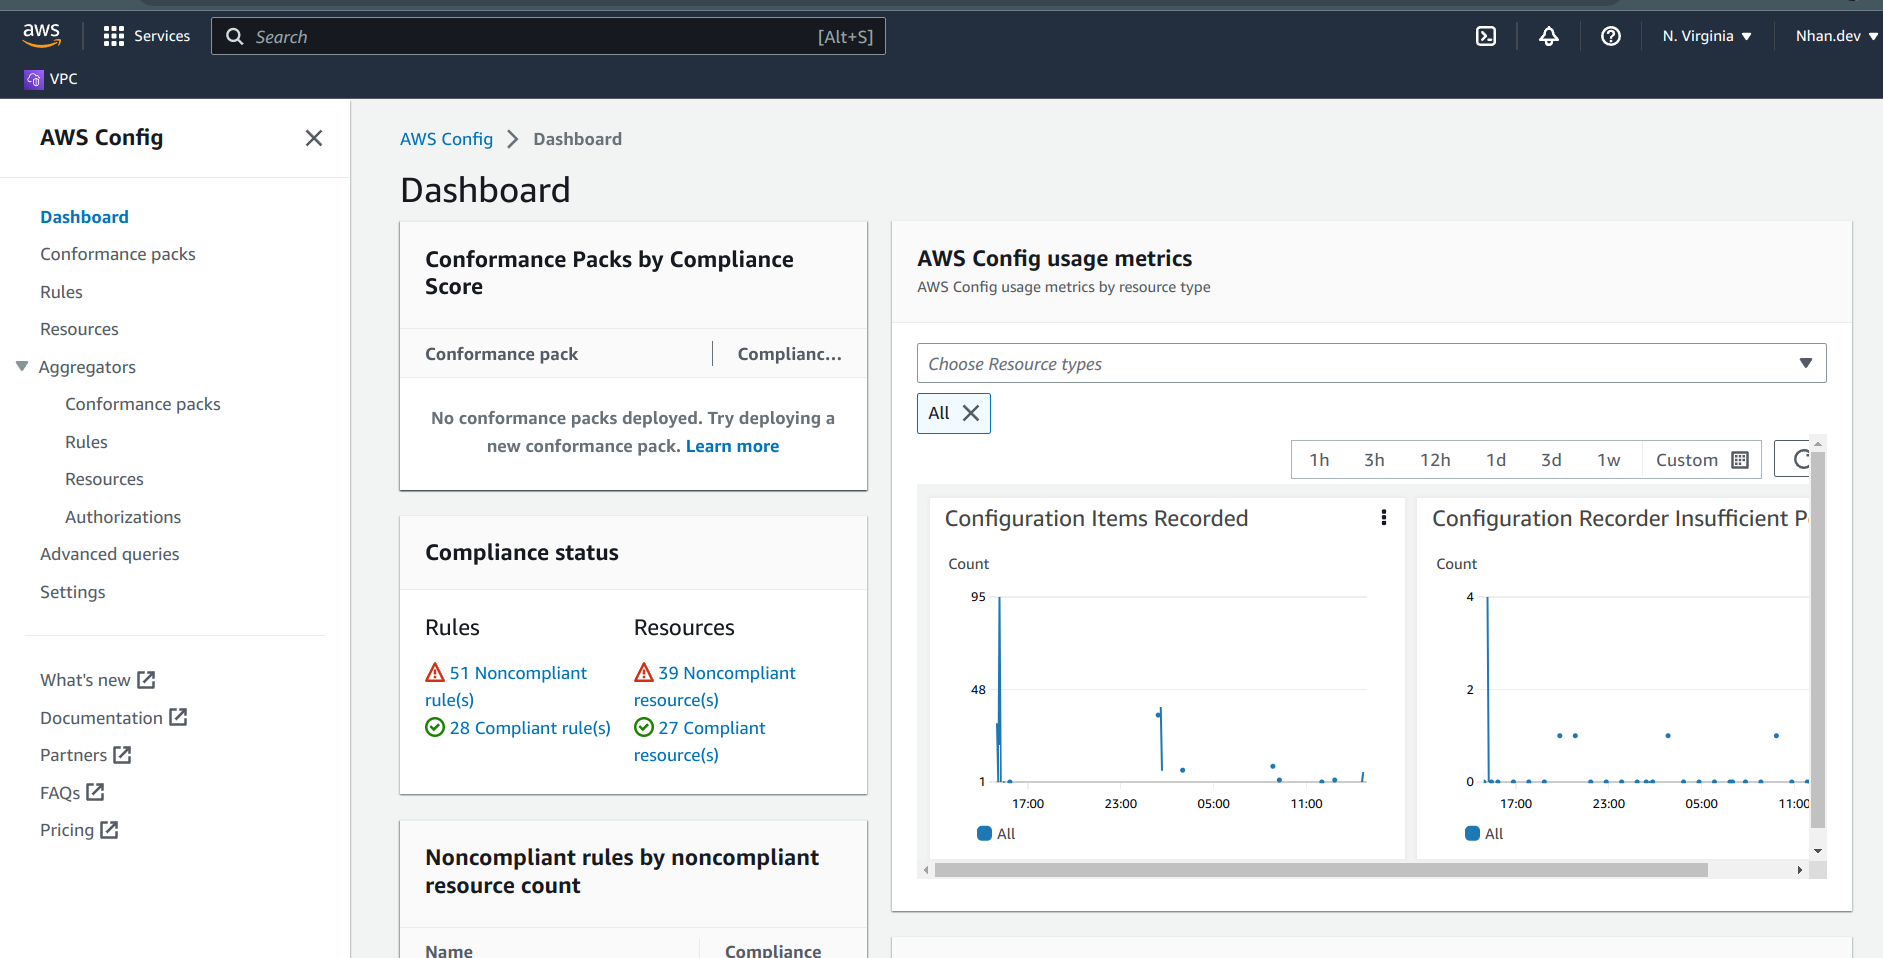 aws
Services
Search
[Alt+S]
N. Virginia
Nhan.dev
VPC
AWS Config
Dashboard
Conformance packs
Rules
Resources
Aggregators
Conformance packs
Rules
Resources
Authorizations
Advanced queries
Settings
What's new
Documentation
Partners
FAQs
Pricing
AWS Config
Dashboard
Dashboard
Conformance Packs by Compliance
Score
Conformance pack
Complianc...
No conformance packs deployed. Try deploying a
new conformance pack. Learn more
Compliance status
Rules
51 Noncompliant
rule(s)
28 Compliant rule(s)
Resources
39 Noncompliant
resource(s)
27 Compliant
resource(s)
Noncompliant rules by noncompliant
resource count
Name
Compliance
AWS Config usage metrics
AWS Config usage metrics by resource type
Choose Resource types
All
1h
3h
12h
1d
3d
1w
Custom
Configuration Items Recorded
Count
95
48
1
17:00
23:00
05:00
11:00
All
Configuration Recorder Insufficient P
Count
4
2
0
17:00
23:00
05:00
11:00
All